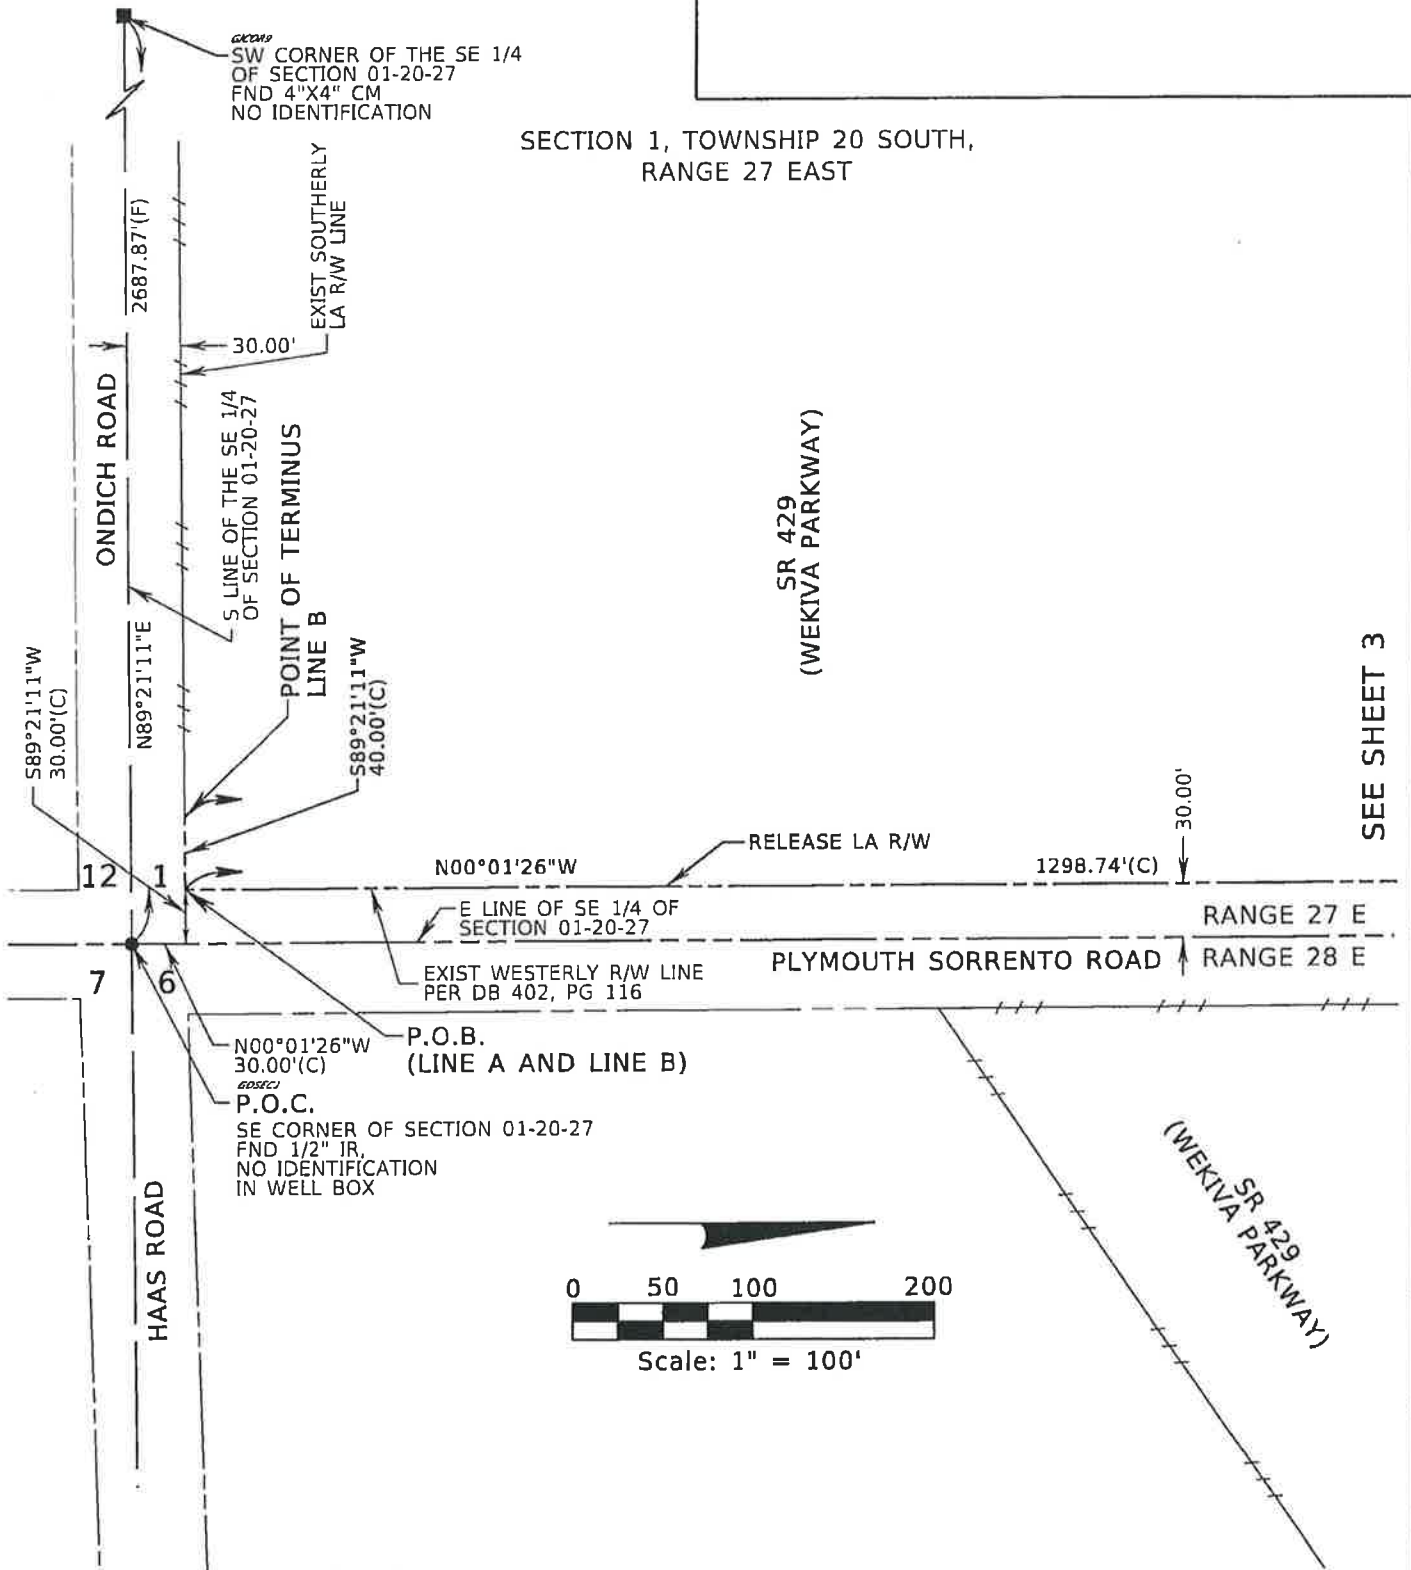 GJCOR9
SW CORNER OF THE SE 1/4
OF SECTION 01-20-27
FND 4"X4" CM
NO IDENTIFICATION
SECTION 1, TOWNSHIP 20 SOUTH,
RANGE 27 EAST
2687.87'(F)
EXIST SOUTHERLY
LA R/W LINE
30.00'
ONDICH ROAD
S LINE OF THE SE 1/4
OF SECTION 01-20-27
POINT OF TERMINUS
LINE B
SR 429
(WEKIVA PARKWAY)
S89°21'11"W
30.00'(C)
N89°21'11"E
S89°21'11"W
40.00'(C)
SEE SHEET 3
30.00'
RELEASE LA R/W
12
1
N00°01'26"W
1298.74'(C)
E LINE OF SE 1/4 OF
SECTION 01-20-27
RANGE 27 E
PLYMOUTH SORRENTO ROAD
RANGE 28 E
7
6
EXIST WESTERLY R/W LINE
PER DB 402, PG 116
P.O.B.
(LINE A AND LINE B)
N00°01'26"W
30.00'(C)
GDSECJ
P.O.C.
SE CORNER OF SECTION 01-20-27
FND 1/2" IR,
NO IDENTIFICATION
IN WELL BOX
HAAS ROAD
SR 429
(WEKIVA PARKWAY)
0 50 100 200
Scale: 1" = 100'